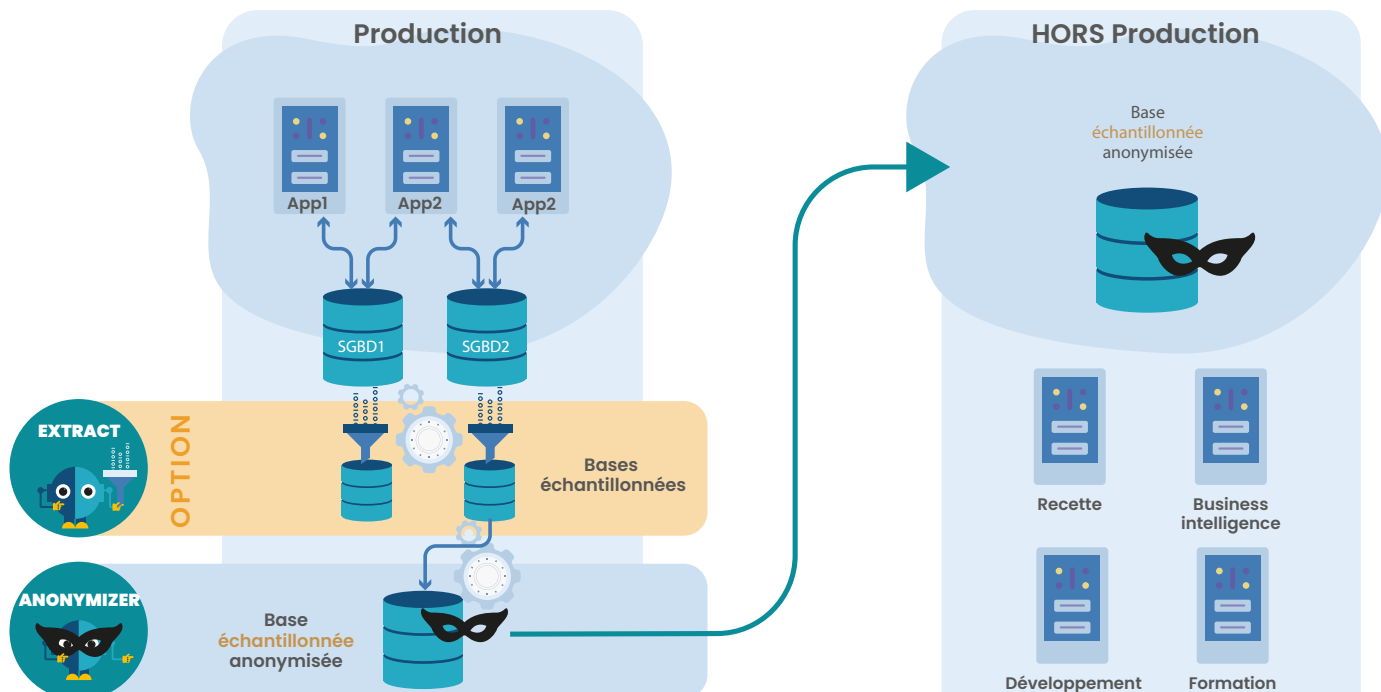 Production
App1
App2
App2
SGBD1
SGBD2
EXTRACT
OPTION
Bases
échantillonnées
ANONYMIZER
Base
échantillonnée
anonymisée
HORS Production
Base
échantillonnée
anonymisée
Recette
Business
intelligence
Développement
Formation